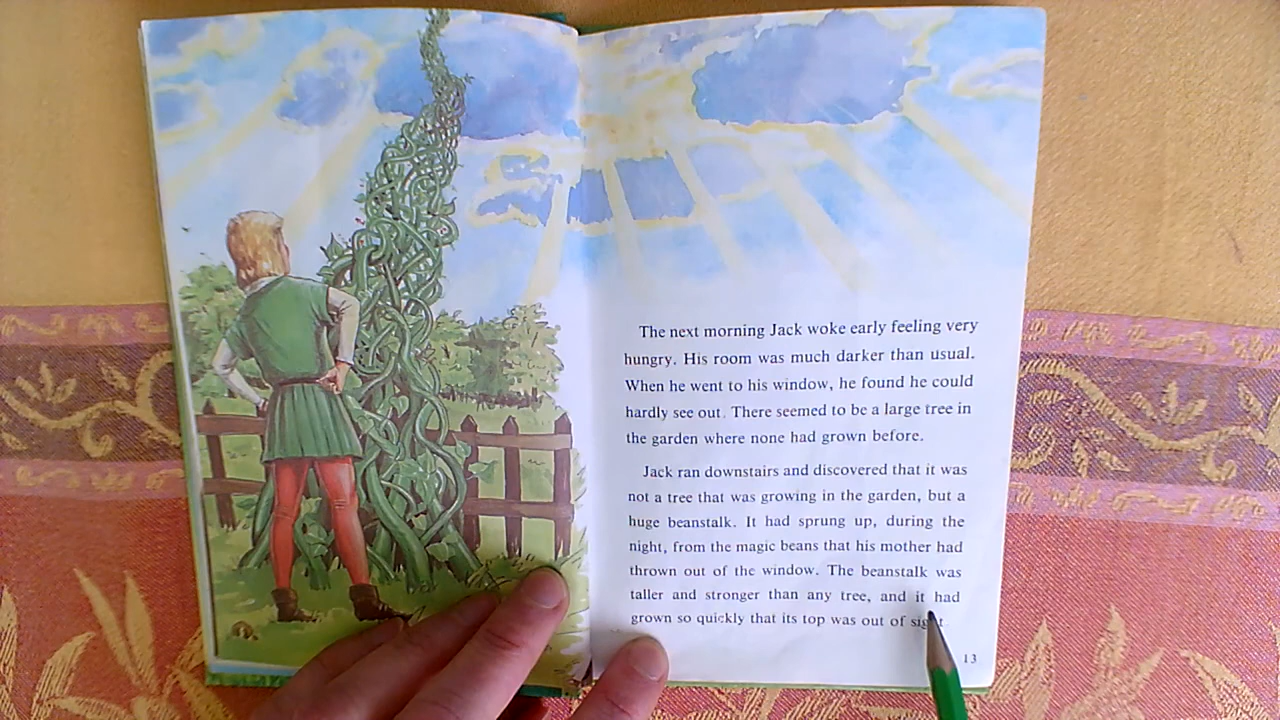 The next morning Jack woke early feeling very
hungry. His room was much darker than usual.
When he went to his window, he found he could
hardly see out. There seemed to be a large tree in
the garden where none had grown before.
Jack ran downstairs and discovered that it was
not a tree that was growing in the garden, but a
huge beanstalk. It had sprung up, during the
night, from the magic beans that his mother had
thrown out of the window. The beanstalk was
taller and stronger than any tree, and it had
grown so quickly that its top was out of sight.
13